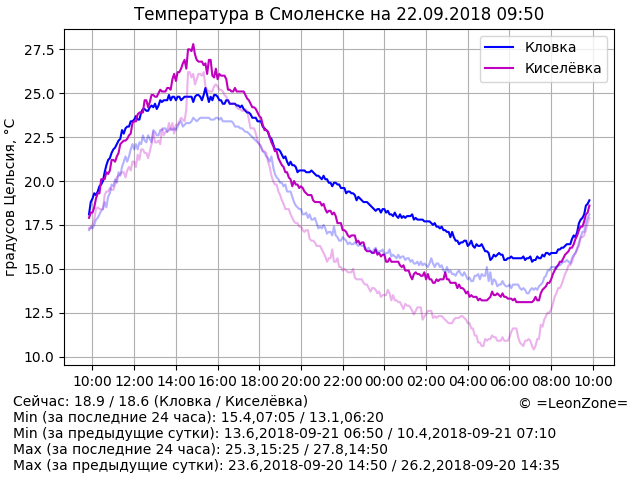 Температура в Смоленске на 22.09.2018 09:50
Кловка
Киселёвка
градусов Цельсия, °C
27.5
25.0
22.5
20.0
17.5
15.0
12.5
10.0
10:00 12:00 14:00 16:00 18:00 20:00 22:00 00:00 02:00 04:00 06:00 08:00 10:00
© =LeonZone=
Сейчас: 18.9 / 18.6 (Кловка / Киселёвка)
Min (за последние 24 часа): 15.4,07:05 / 13.1,06:20
Min (за предыдущие сутки): 13.6,2018-09-21 06:50 / 10.4,2018-09-21 07:10
Max (за последние 24 часа): 25.3,15:25 / 27.8,14:50
Max (за предыдущие сутки): 23.6,2018-09-20 14:50 / 26.2,2018-09-20 14:35